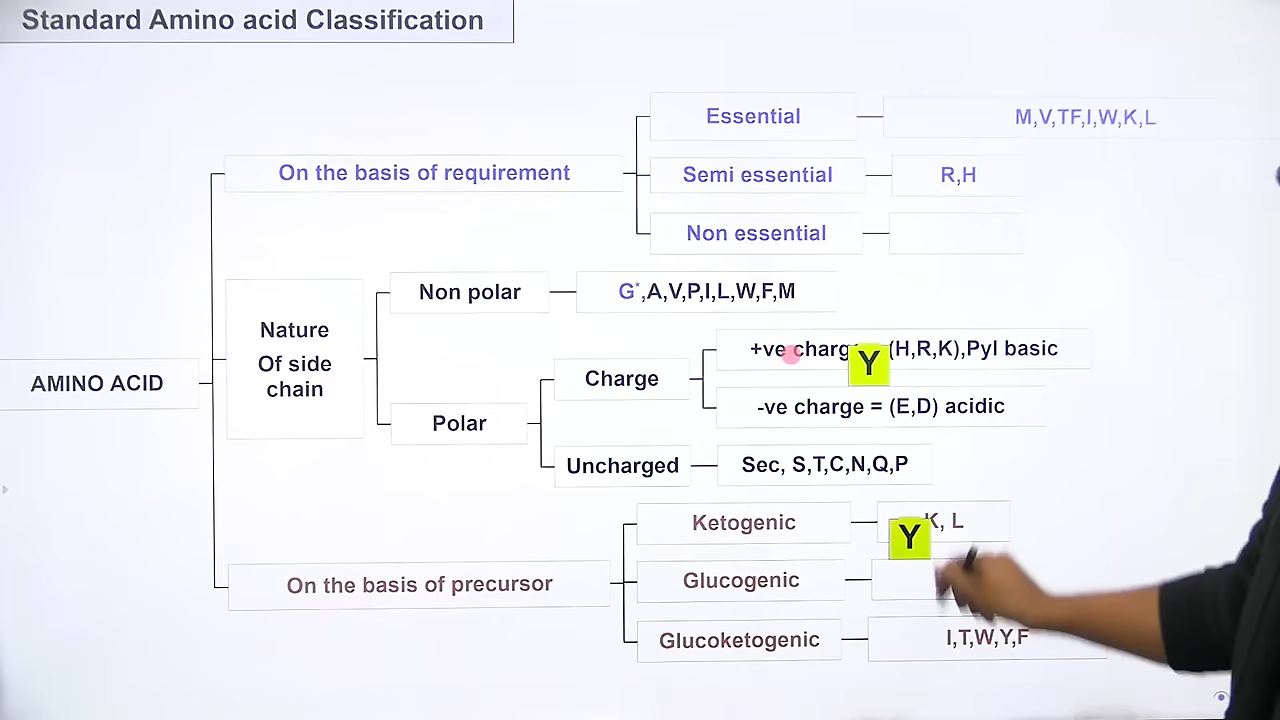 Standard Amino acid Classification
Essential
M,V,TF,I,W,K,L
On the basis of requirement
Semi essential
R,H
Non essential
Non polar
G*,A,V,P,I,L,W,F,M
Nature
Of side
chain
+ve (H,R,K),Pyl basic
Y
Charge
AMINO ACID
-ve charge = (E,D) acidic
Polar
Uncharged
Sec, S,T,C,N,Q,P
Ketogenic
K, L
Y
On the basis of precursor
Glucogenic
Glucoketogenic
I,T,W,Y,F